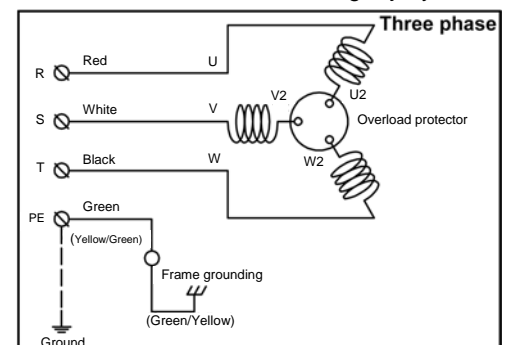 Three phase
R Red U
V2 U2
S White V Overload protector
W2
T Black W
PE Green
(Yellow/Green)
Frame grounding
(Green/Yellow)
Ground